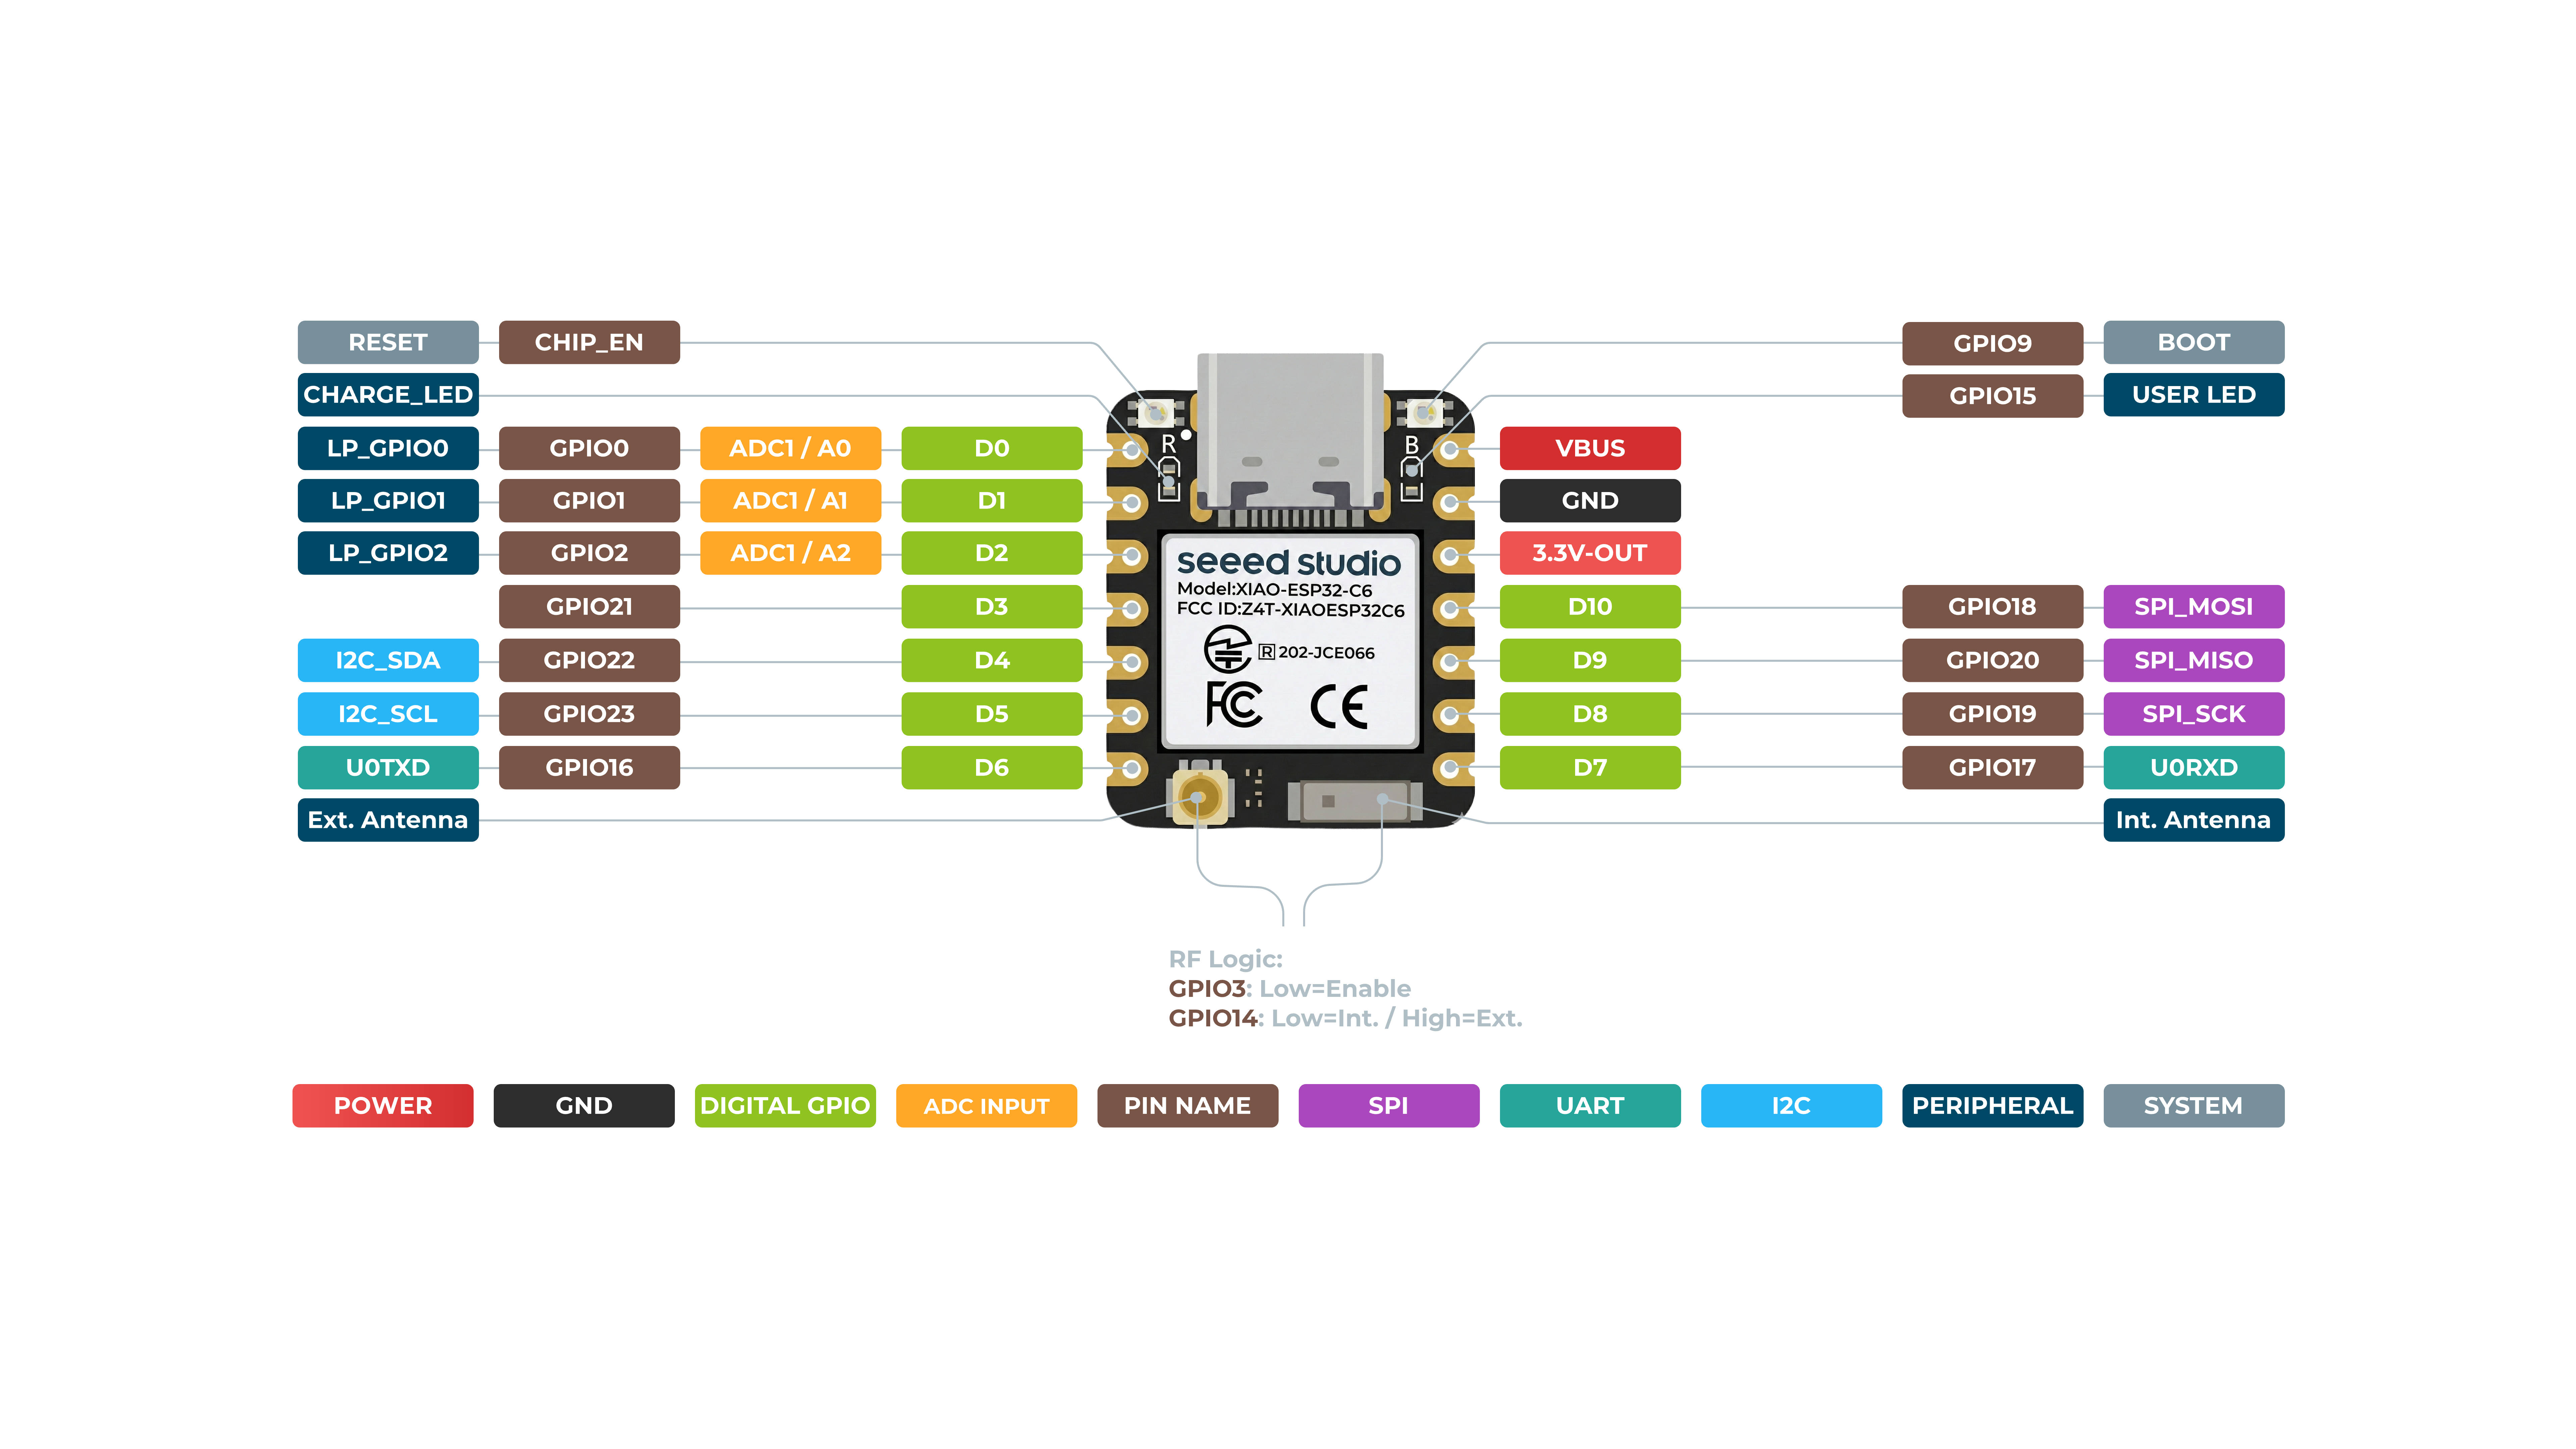 RESET CHIP_EN GPIO9 BOOT
CHARGE_LED GPIO15 USER LED
LP_GPIO0 GPIO0 ADC1 / A0 D0 R B VBUS
LP_GPIO1 GPIO1 ADC1 / A1 D1 GND
LP_GPIO2 GPIO2 ADC1 / A2 D2 3.3V-OUT
seeed studio
Model:XIAO-ESP32-C6
FCC ID:Z4T-XIAOESP32C6
R 202-JCE066
FC CE
GPIO21 D3 D10 GPIO18 SPI_MOSI
I2C_SDA GPIO22 D4 D9 GPIO20 SPI_MISO
I2C_SCL GPIO23 D5 D8 GPIO19 SPI_SCK
U0TXD GPIO16 D6 D7 GPIO17 U0RXD
Ext. Antenna Int. Antenna
RF Logic:
GPIO3: Low=Enable
GPIO14: Low=Int. / High=Ext.
POWER GND DIGITAL GPIO ADC INPUT PIN NAME SPI UART I2C PERIPHERAL SYSTEM